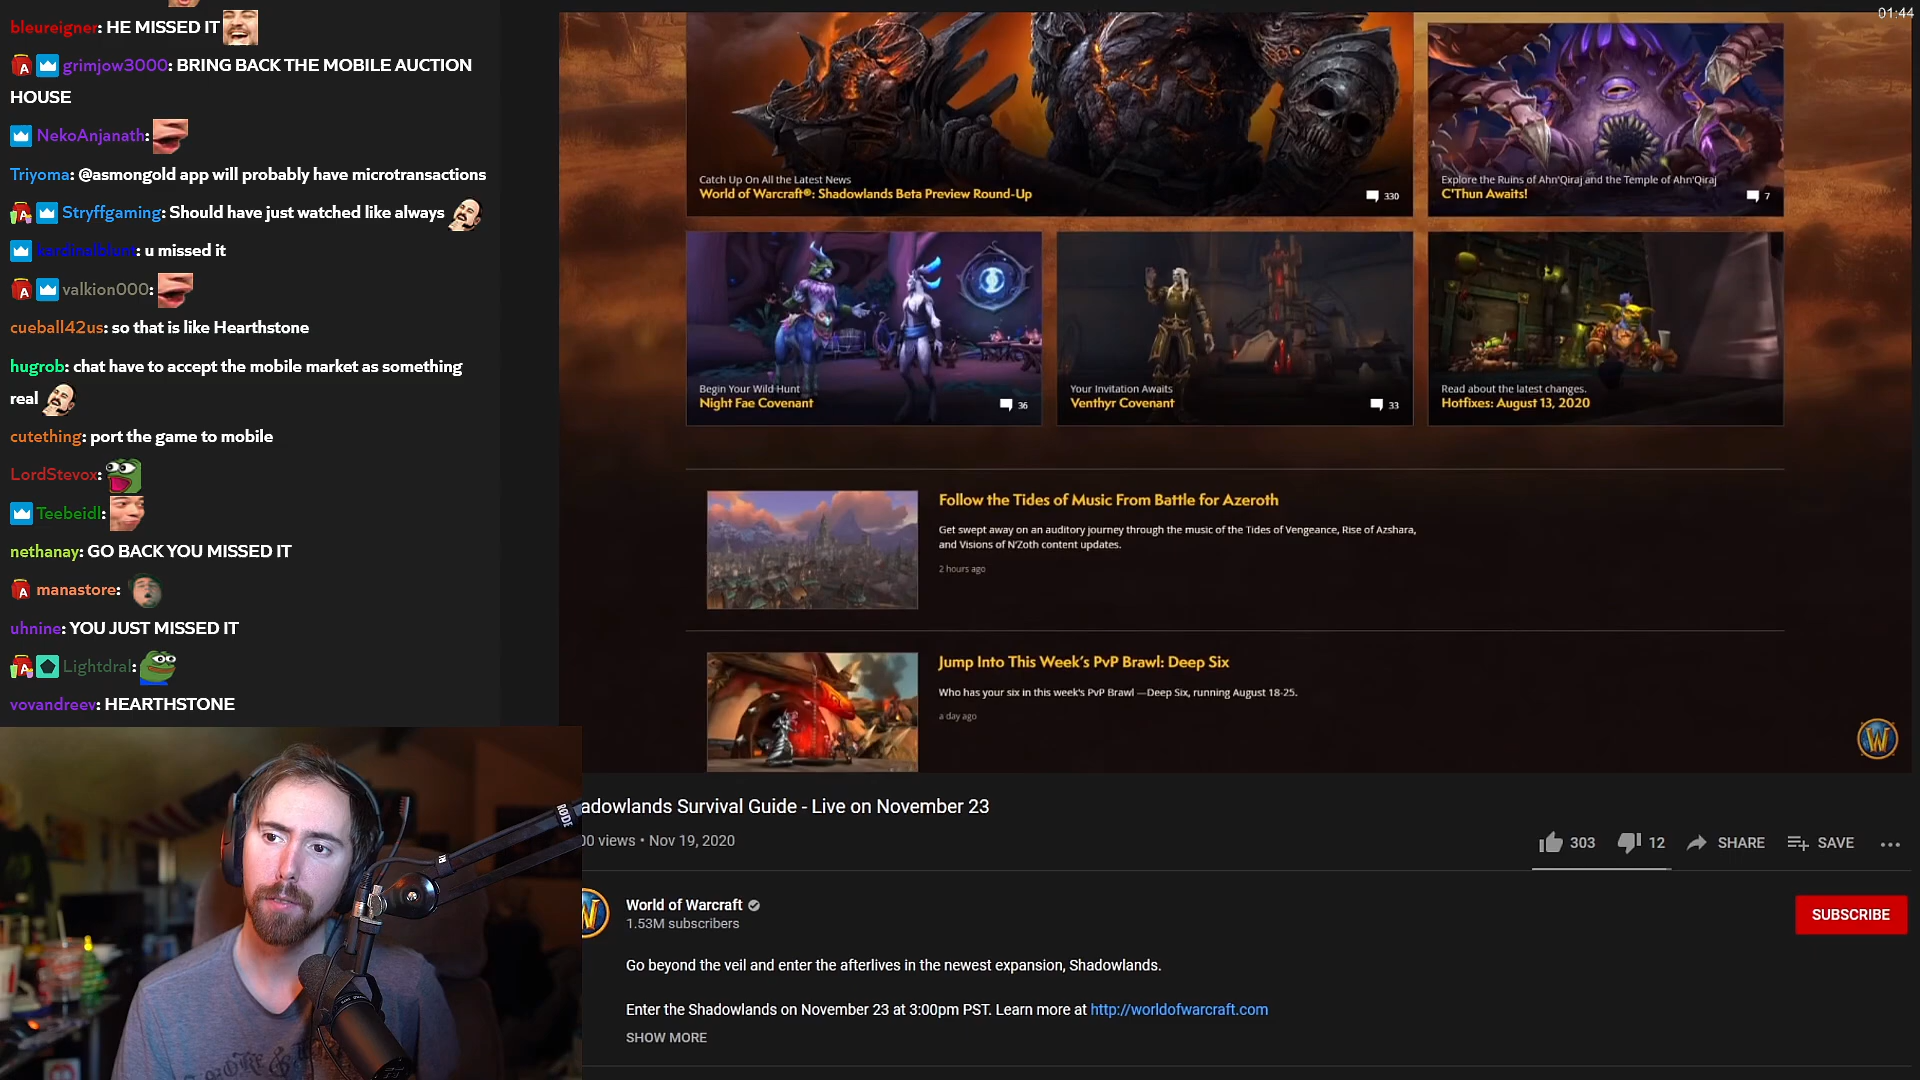 bleureigner: HE MISSED IT
grimjow3000: BRING BACK THE MOBILE AUCTION
HOUSE
NekoAnjanath:
Triyoma: @asmongold app will probably have microtransactions
Stryffgaming: Should have just watched like always
kardinalblunt: u missed it
valkion000:
cueball42us: so that is like Hearthstone
hugrob: chat have to accept the mobile market as something
real
cutething: port the game to mobile
LordStevox:
Teebeidl:
nethanay: GO BACK YOU MISSED IT
manastore:
uhnine: YOU JUST MISSED IT
Lightdral:
vovandreev: HEARTHSTONE
01:44
Catch Up On All the Latest News
World of Warcraft®: Shadowlands Beta Preview Round-Up
330
Explore the Ruins of Ahn'Qiraj and the Temple of Ahn'Qiraj
C'Thun Awaits!
7
Begin Your Wild Hunt
Night Fae Covenant
36
Your Invitation Awaits
Venthyr Covenant
33
Read about the latest changes.
Hotfixes: August 13, 2020
Follow the Tides of Music From Battle for Azeroth
Get swept away on an auditory journey through the music of the Tides of Vengeance, Rise of Azshara,
and Visions of N'Zoth content updates.
2 hours ago
Jump Into This Week's PvP Brawl: Deep Six
Who has your six in this week's PvP Brawl —Deep Six, running August 18-25.
a day ago
W
adowlands Survival Guide - Live on November 23
00 views • Nov 19, 2020
303
12
SHARE
SAVE
World of Warcraft
1.53M subscribers
SUBSCRIBE
Go beyond the veil and enter the afterlives in the newest expansion, Shadowlands.
Enter the Shadowlands on November 23 at 3:00pm PST. Learn more at http://worldofwarcraft.com
SHOW MORE
RØDE